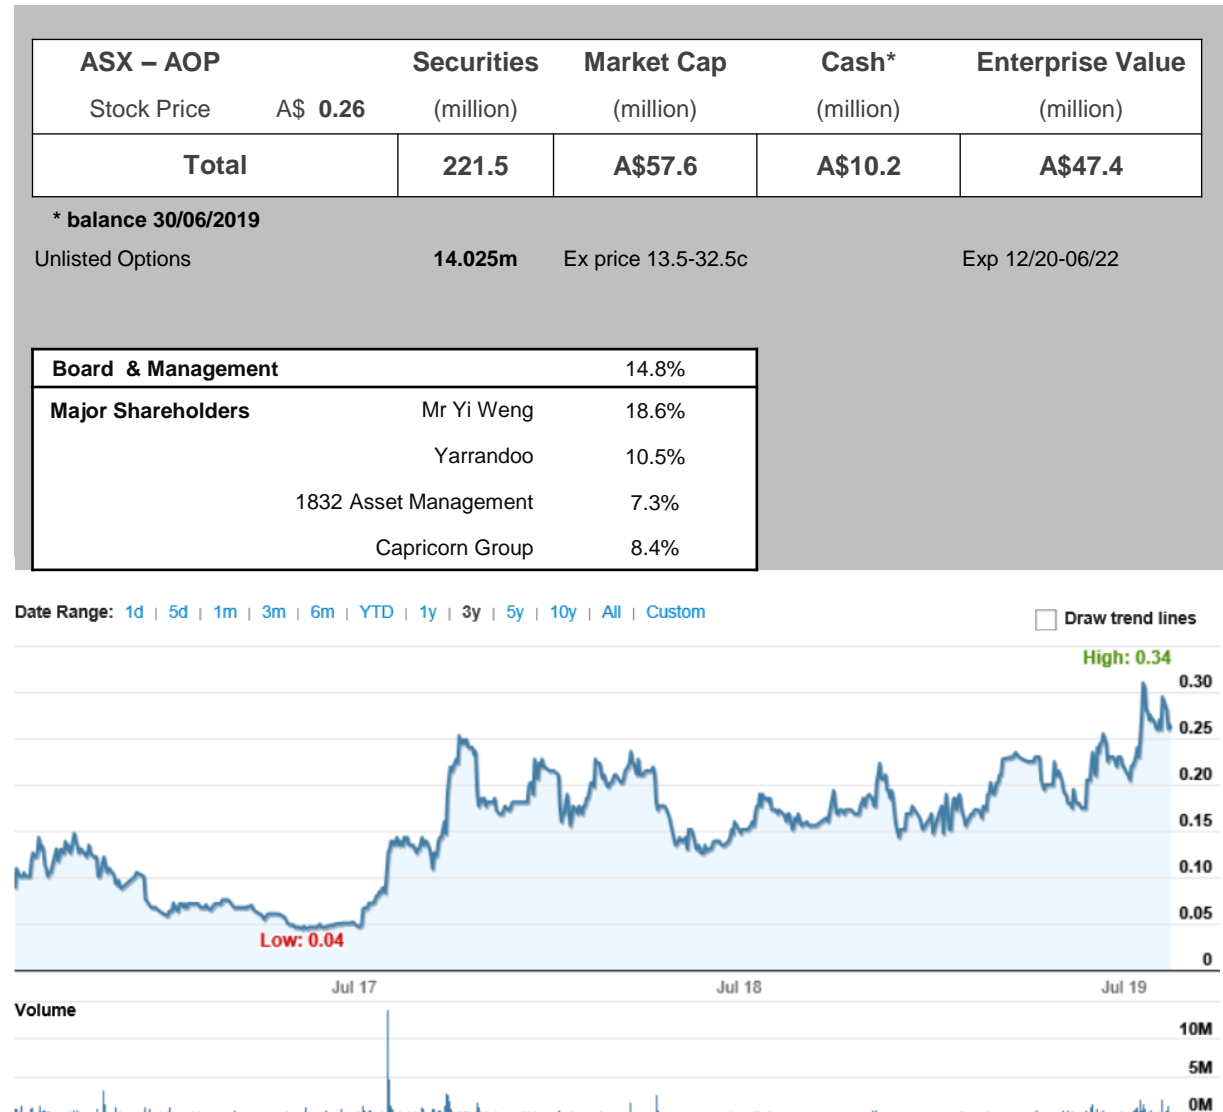 ASX – AOP Securities Market Cap Cash* Enterprise Value
Stock Price A$ 0.26 (million) (million) (million) (million)
Total 221.5 A$57.6 A$10.2 A$47.4
* balance 30/06/2019
Unlisted Options 14.025m Ex price 13.5-32.5c Exp 12/20-06/22
Board & Management 14.8%
Major Shareholders Mr Yi Weng 18.6%
Yarrandoo 10.5%
1832 Asset Management 7.3%
Capricorn Group 8.4%
Date Range: 1d | 5d | 1m | 3m | 6m | YTD | 1y | 3y | 5y | 10y | All | Custom
Draw trend lines
High: 0.34
0.30
0.25
0.20
0.15
0.10
0.05
Low: 0.04
0
Jul 17 Jul 18 Jul 19
Volume
10M
5M
0M